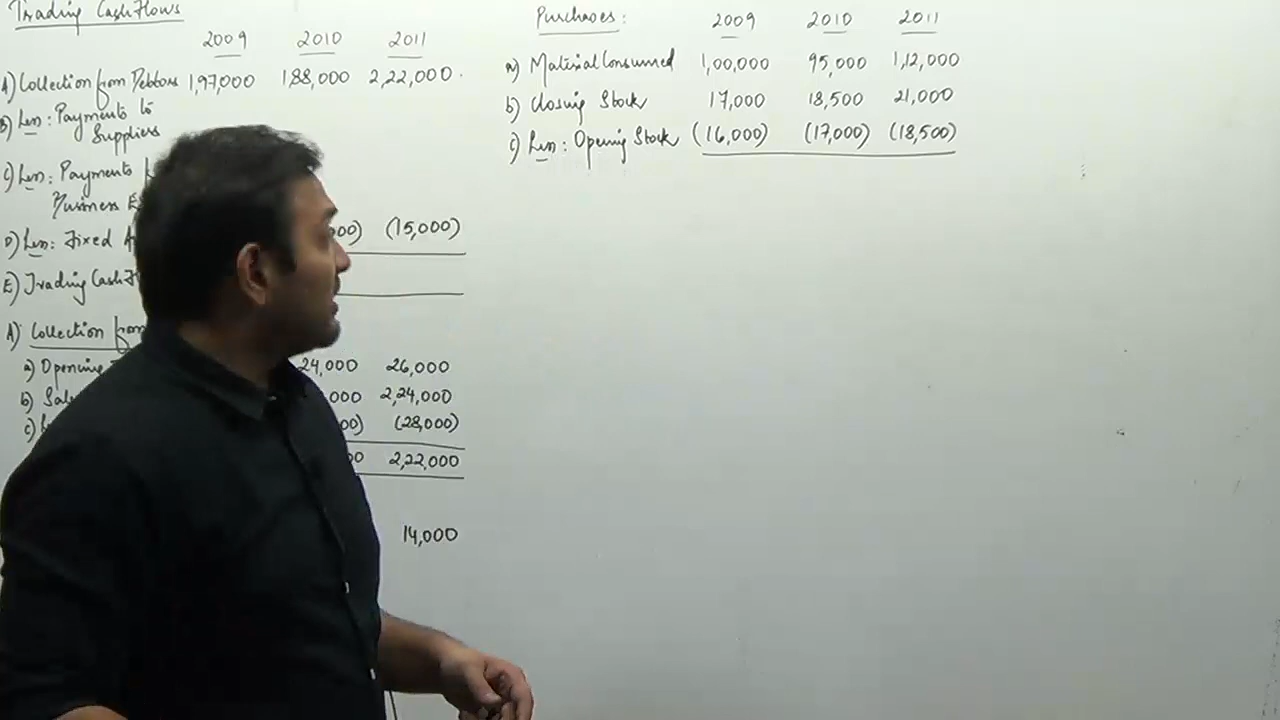 Trading Cash Flows
2009 2010 2011
A) Collection from Debtors 1,97,000 1,88,000 2,22,000.
B) Less: Payments to
Suppliers
C) Less: Payments
Business
D) Less: Fixed (15,000)
E) Trading Cash
A) Collection from
a) Opening 24,000 26,000
b) 2,24,000
c) (28,000)
2,22,000
14,000
Purchases: 2009 2010 2011
a) Material Consumed 1,00,000 95,000 1,12,000
b) Closing Stock 17,000 18,500 21,000
c) Less: Opening Stock (16,000) (17,000) (18,500)